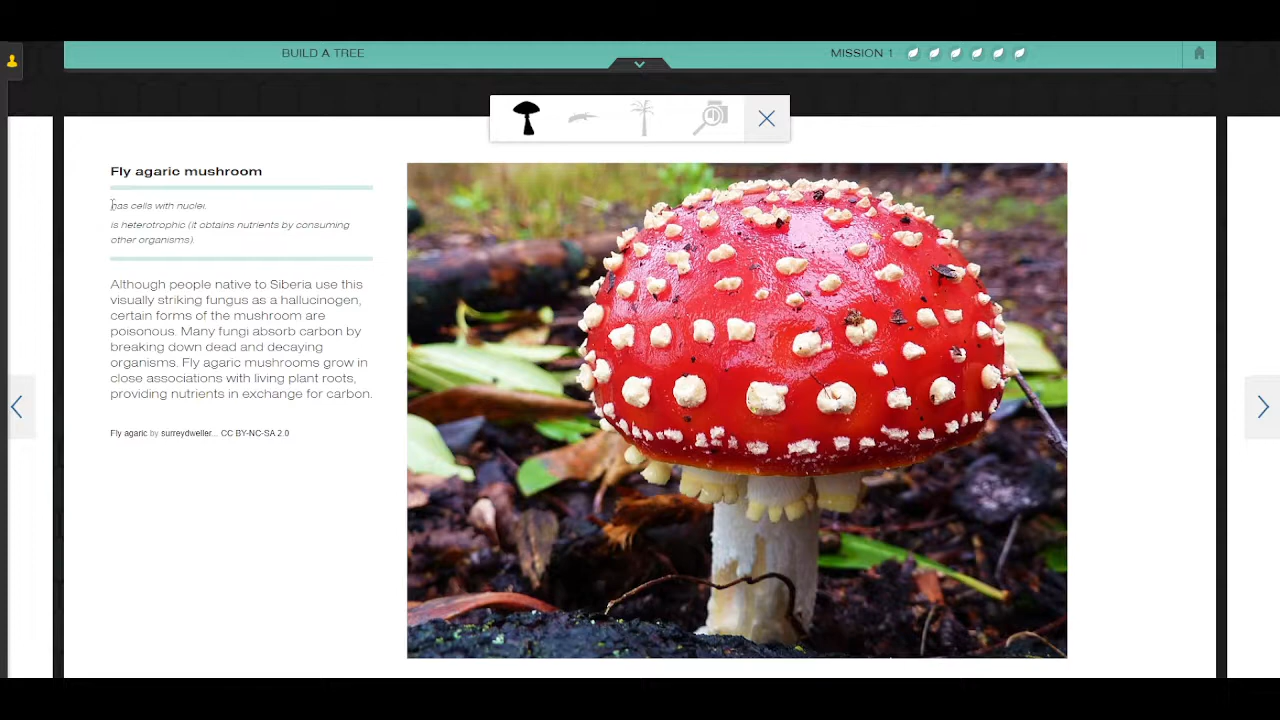 BUILD A TREE
MISSION 1
Fly agaric mushroom
has cells with nuclei.
is heterotrophic (it obtains nutrients by consuming
other organisms).
Although people native to Siberia use this
visually striking fungus as a hallucinogen,
certain forms of the mushroom are
poisonous. Many fungi absorb carbon by
breaking down dead and decaying
organisms. Fly agaric mushrooms grow in
close associations with living plant roots,
providing nutrients in exchange for carbon.
Fly agaric by surreydweller... CC BY-NC-SA 2.0